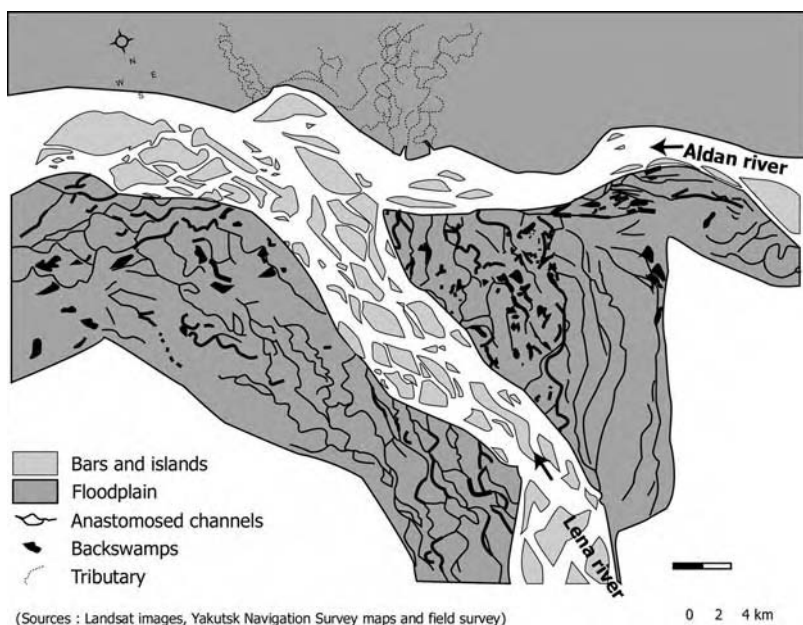 N
E
W
S
Aldan river
Lena river
Bars and islands
Floodplain
Anastomosed channels
Backswamps
Tributary
0 2 4 km
(Sources : Landsat images, Yakutsk Navigation Survey maps and field survey)